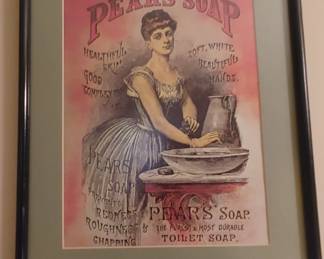 PEARS' SOAP
HEALTHFUL
SKIN
GOOD
COMPLEX
SOFT, WHITE
BEAUTIFUL
HANDS.
PEARS'
SOAP
REDNESS
ROUGHNESS &
CHAPPING
PEARS' SOAP.
THE PUREST & MOST DURABLE
TOILET SOAP.